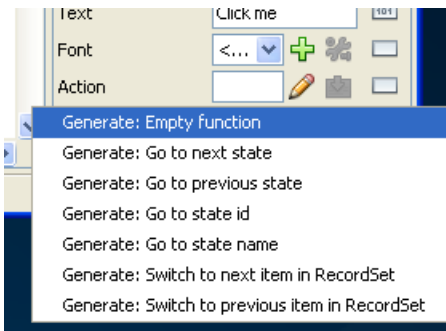 Text Click me 101
Font <...
Action
Generate: Empty function
Generate: Go to next state
Generate: Go to previous state
Generate: Go to state id
Generate: Go to state name
Generate: Switch to next item in RecordSet
Generate: Switch to previous item in RecordSet